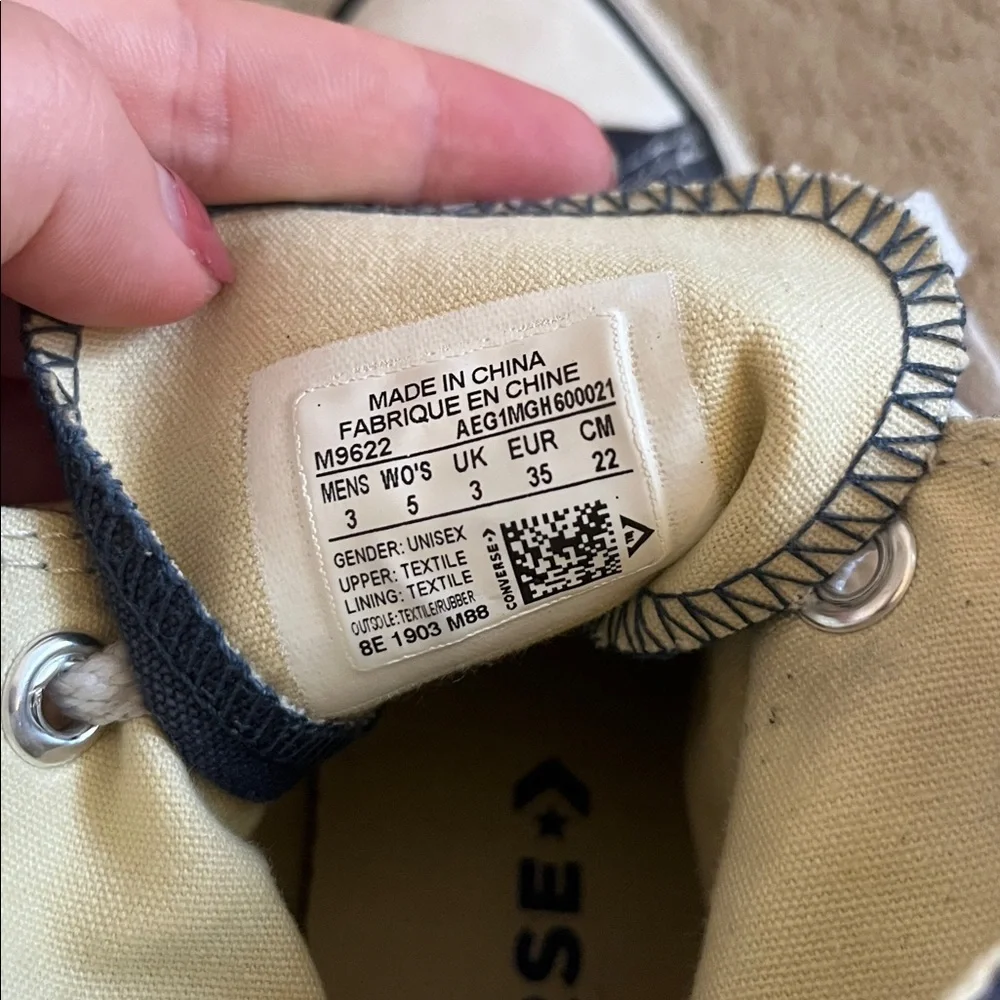 MADE IN CHINA
FABRIQUE EN CHINE
M9622 AEG1MGH600021
MENS WO'S UK EUR CM
3 5 3 35 22
GENDER: UNISEX
UPPER: TEXTILE
LINING: TEXTILE
OUTSOLE: TEXTILE/RUBBER
8E 1903 M88
CONVERSE
RSE